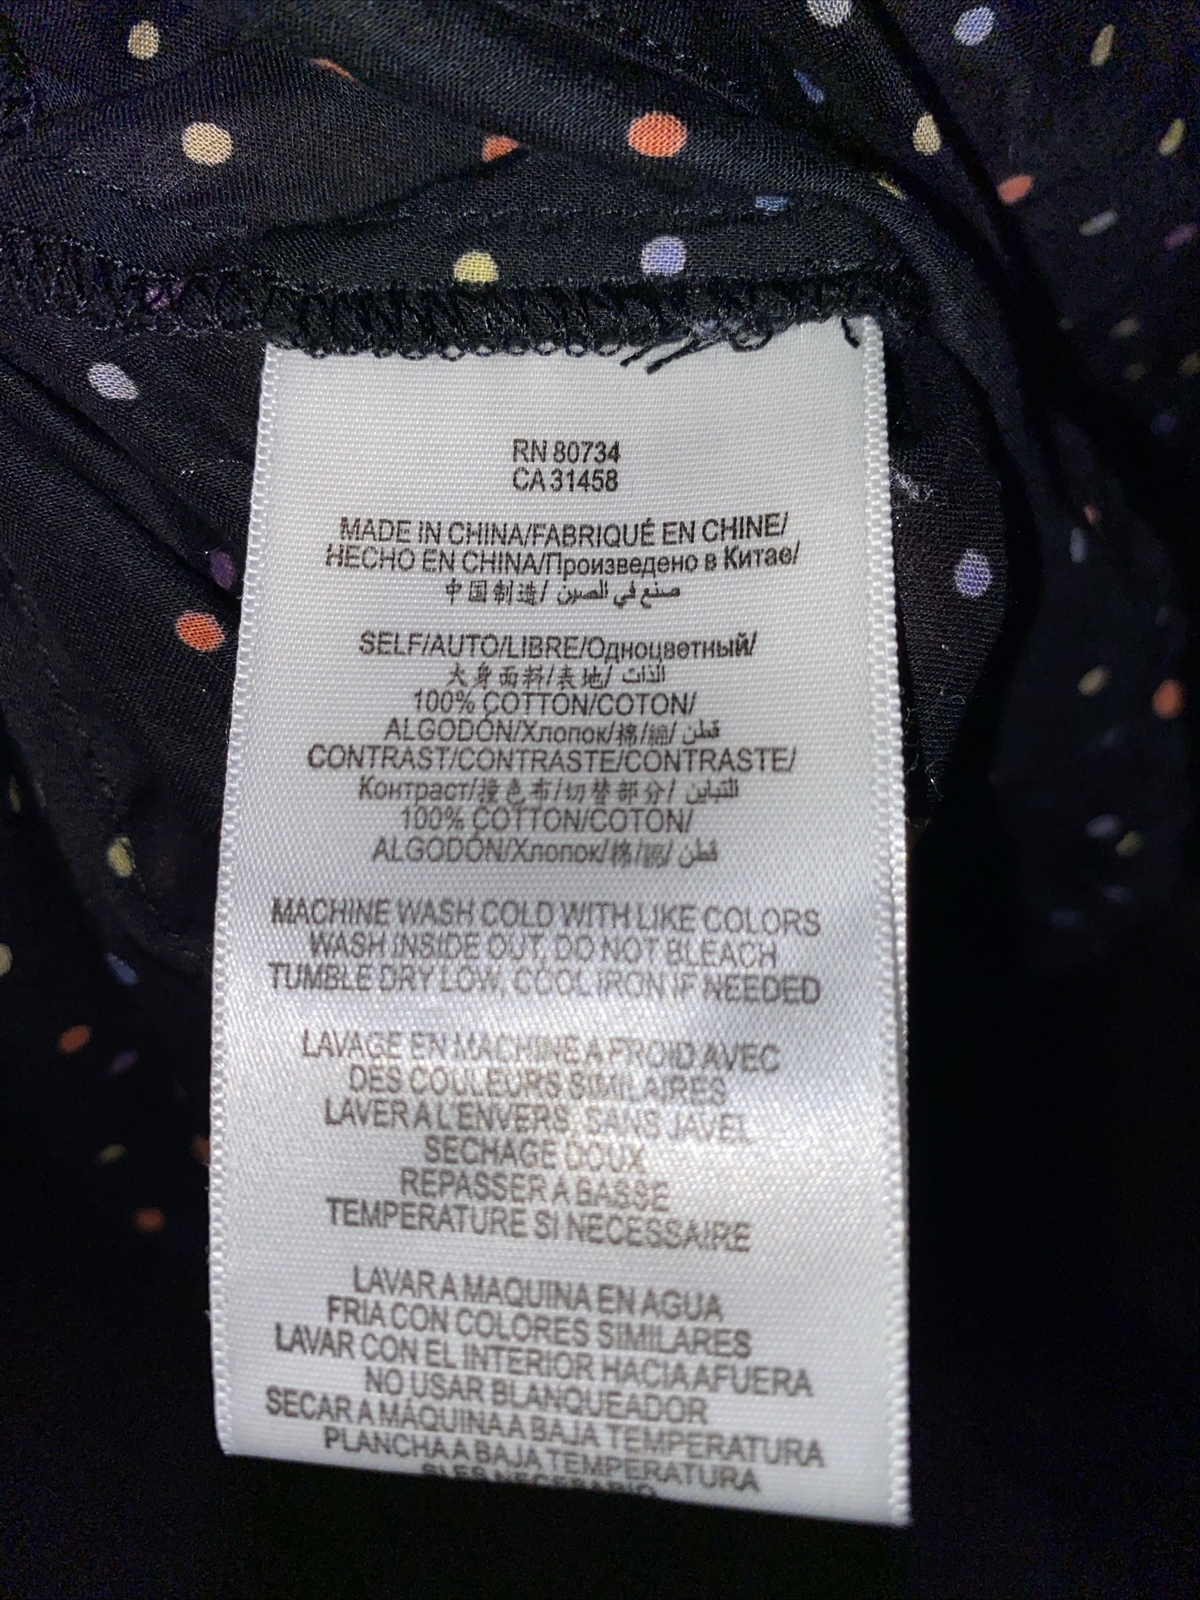 RN 80734
CA 31458
MADE IN CHINA/FABRIQUÉ EN CHINE/
HECHO EN CHINA/Произведено в Китае/
中国制造/ صنع في الصين
SELF/AUTO/LIBRE/Одноцветный/
大身面料/表地/ الذات
100% COTTON/COTON/
ALGODÓN/Хлопок/棉/綿/ قطن
CONTRAST/CONTRASTE/CONTRASTE/
Контраст/撞色布/切替部分/ التباين
100% COTTON/COTON/
ALGODÓN/Хлопок/棉/綿/ قطن
MACHINE WASH COLD WITH LIKE COLORS
WASH INSIDE OUT, DO NOT BLEACH
TUMBLE DRY LOW, COOL IRON IF NEEDED
LAVAGE EN MACHINE A FROID AVEC
DES COULEURS SIMILAIRES
LAVER A L'ENVERS, SANS JAVEL
SECHAGE DOUX
REPASSER A BASSE
TEMPERATURE SI NECESSAIRE
LAVAR A MAQUINA EN AGUA
FRIA CON COLORES SIMILARES
LAVAR CON EL INTERIOR HACIA AFUERA
NO USAR BLANQUEADOR
SECAR A MÁQUINA A BAJA TEMPERATURA
PLANCHA A BAJA TEMPERATURA
SI ES NECESARIO